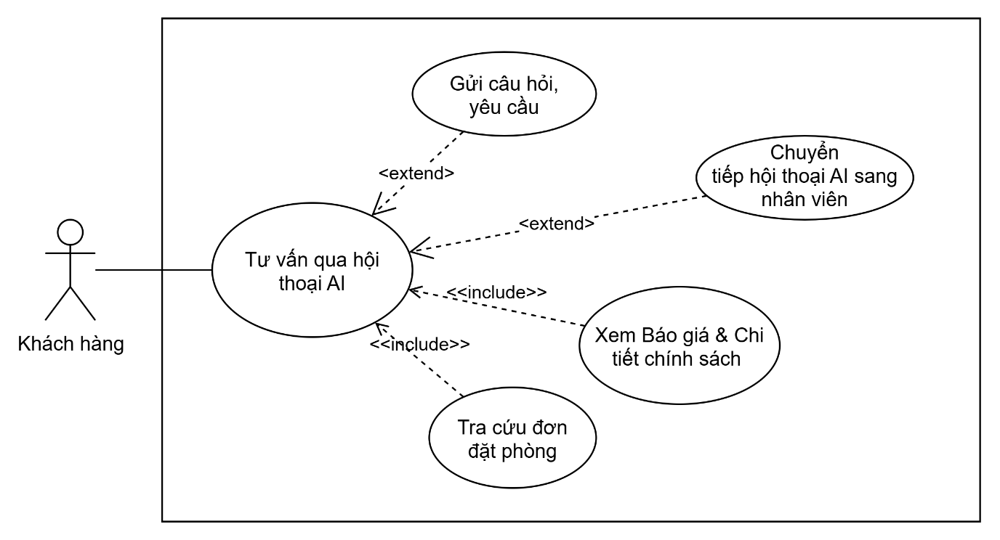 Gửi câu hỏi,
yêu cầu
Chuyển
tiếp hội thoại AI sang
nhân viên
<extend>
<extend>
Tư vấn qua hội
thoại AI
<<include>>
Khách hàng
<<include>>
Xem Báo giá & Chi
tiết chính sách
Tra cứu đơn
đặt phòng